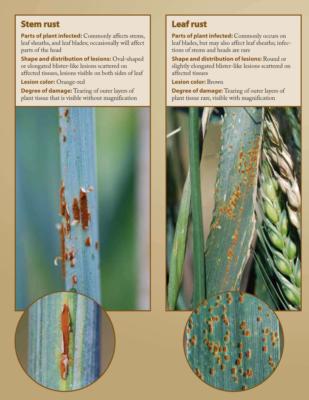 Stem rust
Parts of plant infected: Commonly affects stems,
leaf sheaths, and leaf blades; occasionally will affect
parts of the head
Shape and distribution of lesions: Oval-shaped
or elongated blister-like lesions scattered on
affected tissues, lesions visible on both sides of leaf
Lesion color: Orange-red
Degree of damage: Tearing of outer layers of
plant tissue that is visible without magnification
Leaf rust
Parts of plant infected: Commonly occurs on
leaf blades, but may also affect leaf sheaths; infec-
tions of stems and heads are rare
Shape and distribution of lesions: Round or
slightly elongated blister-like lesions scattered on
affected tissues
Lesion color: Brown
Degree of damage: Tearing of outer layers of
plant tissue rare, visible with magnification